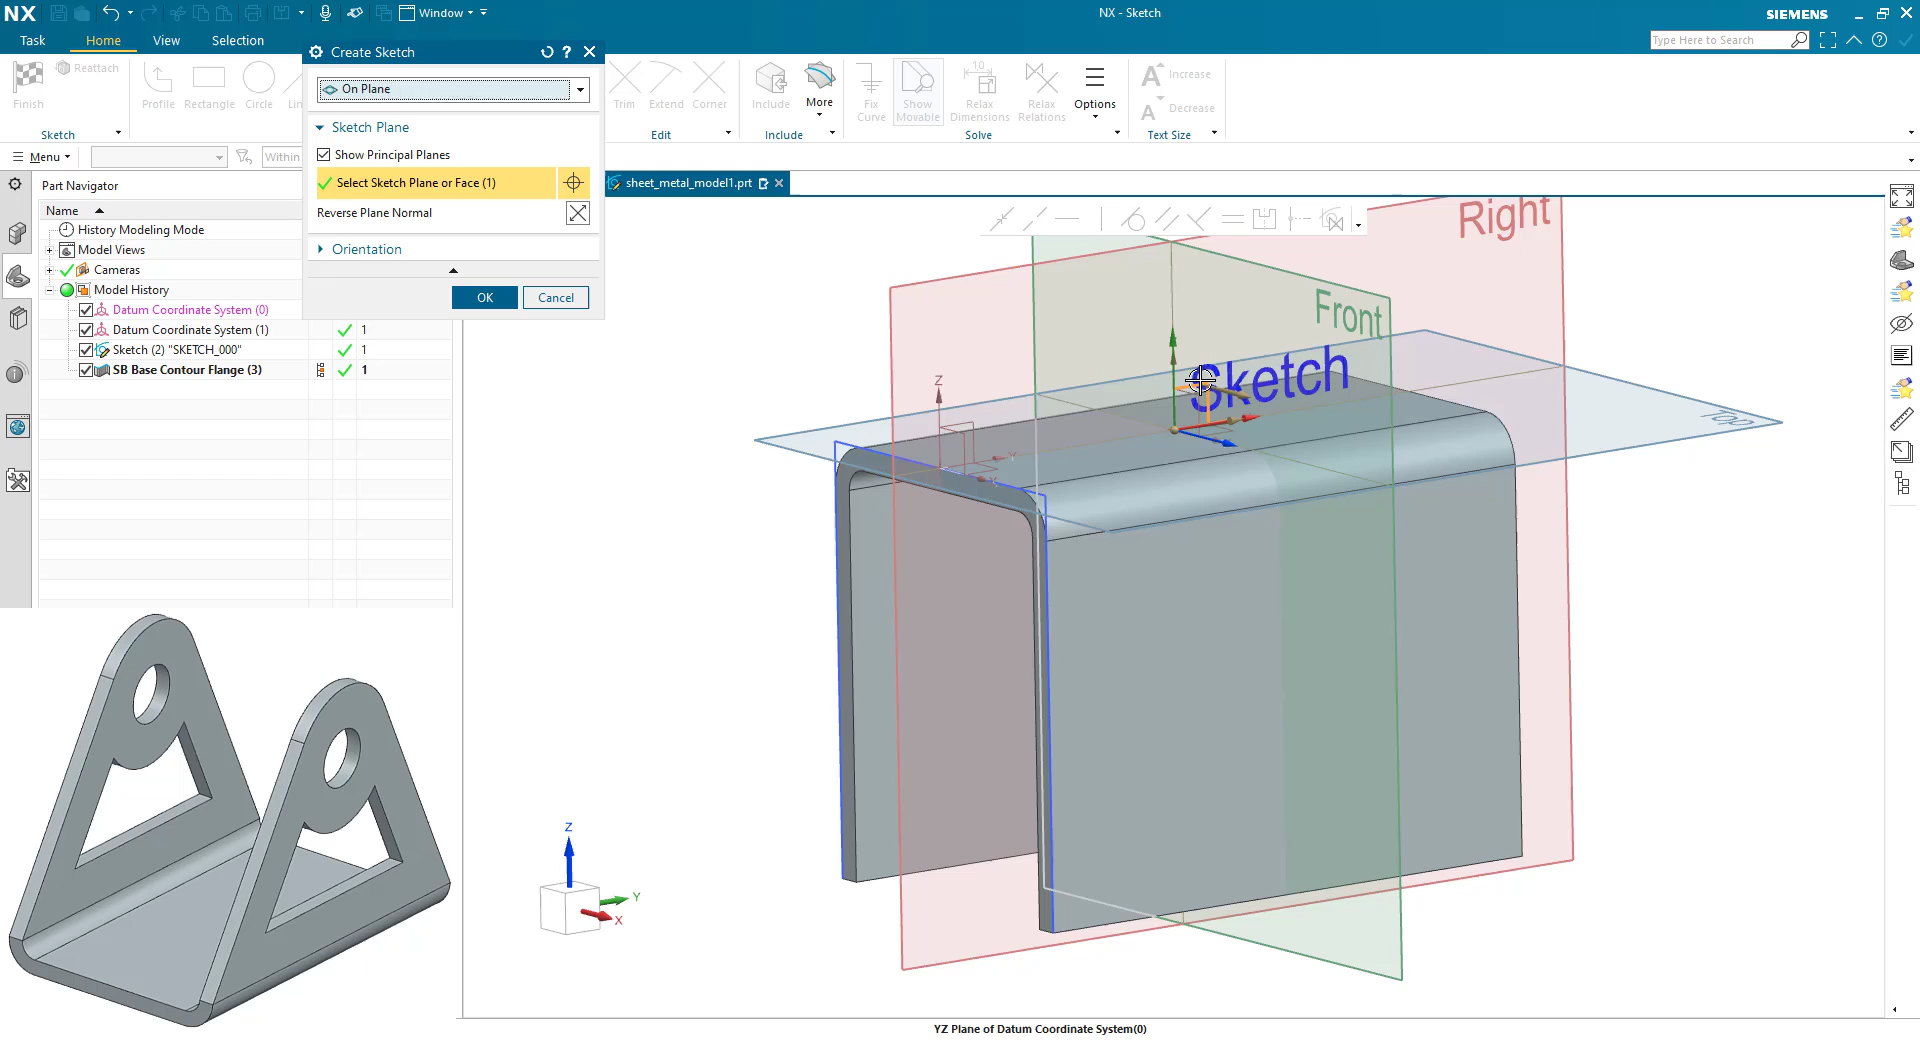 NX
Window
NX - Sketch
SIEMENS
Task
Home
View
Selection
Create Sketch
Type Here to Search
Finish
Reattach
Profile
Rectangle
Circle
On Plane
Trim
Extend
Corner
Include
More
Fix
Curve
Show
Movable
10
Relax
Dimensions
Relax
Relations
Options
Increase
Decrease
Sketch
Edit
Include
Solve
Text Size
Sketch Plane
Show Principal Planes
Select Sketch Plane or Face (1)
Reverse Plane Normal
Orientation
OK
Cancel
Menu
Within
Part Navigator
sheet_metal_model1.prt
Name
History Modeling Mode
Model Views
Cameras
Model History
Datum Coordinate System (0)
Datum Coordinate System (1)
1
Sketch (2) "SKETCH_000"
1
SB Base Contour Flange (3)
1
Right
Front
Sketch
Top
Z
Y
X
Z
Y
X
YZ Plane of Datum Coordinate System(0)